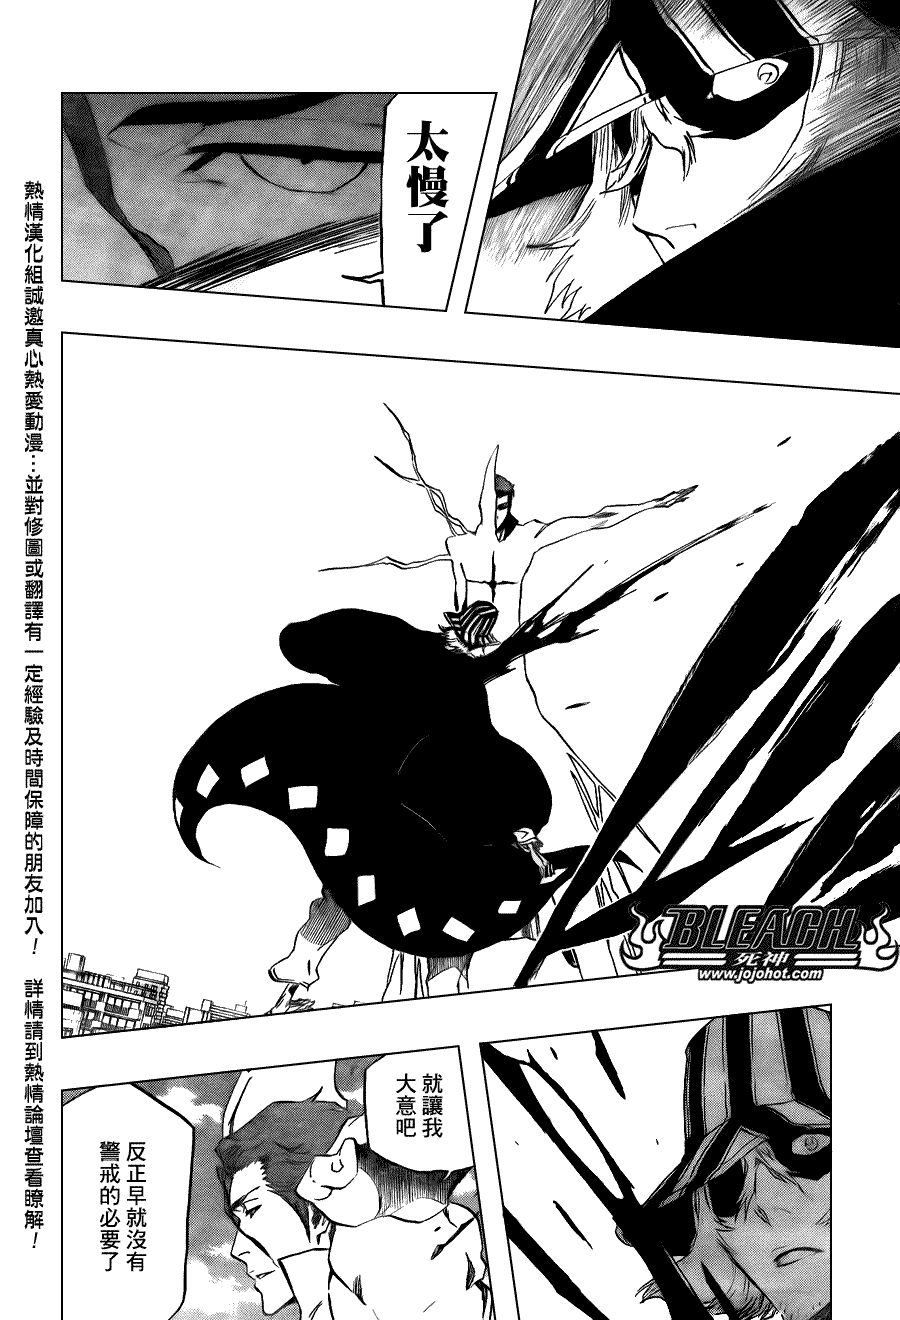 太慢了
就讓我
大意吧
反正早就沒有
警戒的必要了
熱情漢化組誠邀真心熱愛動漫…並對修圖或翻譯有一定經驗及時間保障的朋友加入！ 詳情請到熱情論壇查看瞭解！
BLEACH
死神
www.jojohot.com